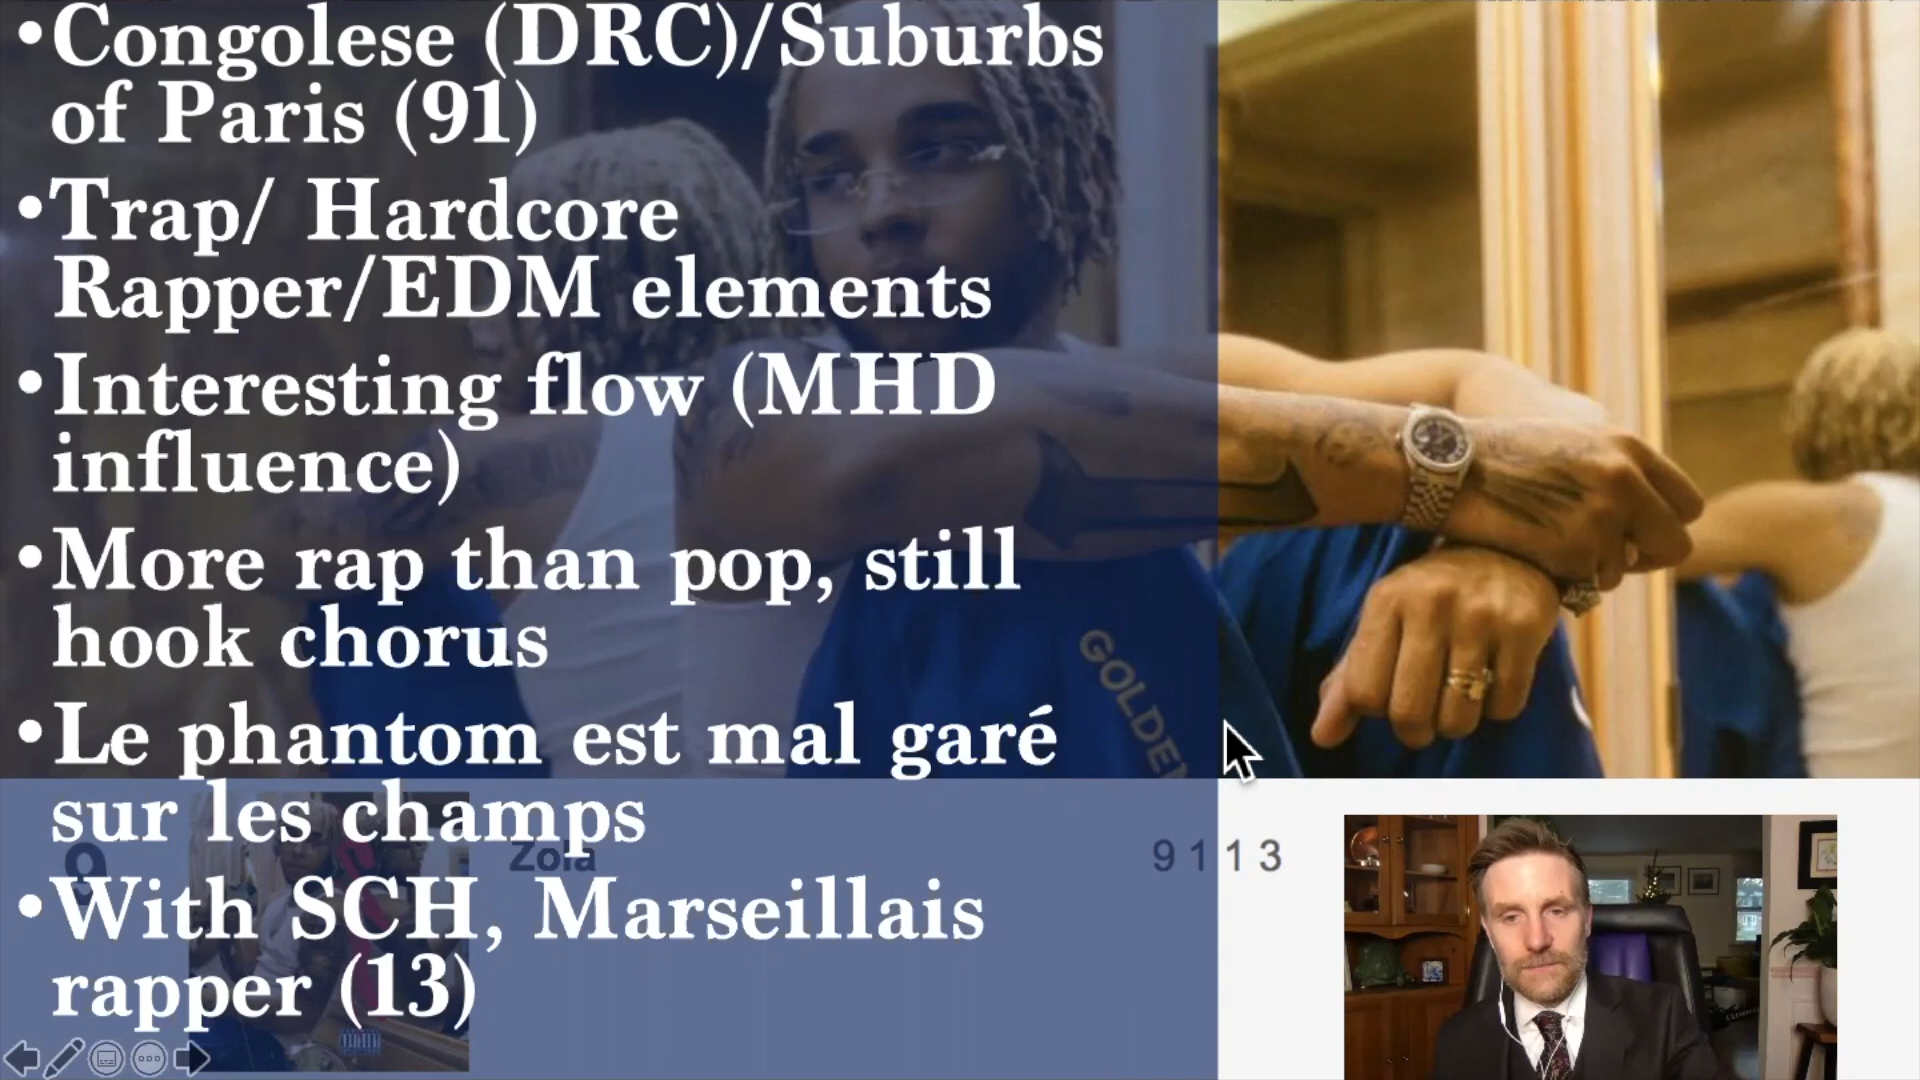 •Congolese (DRC)/Suburbs
of Paris (91)
•Trap/ Hardcore
Rapper/EDM elements
•Interesting flow (MHD
influence)
•More rap than pop, still
hook chorus
•Le phantom est mal garé
sur les champs
•With SCH, Marseillais
rapper (13)
GOLDEN
9
Zola
9 1 1 3